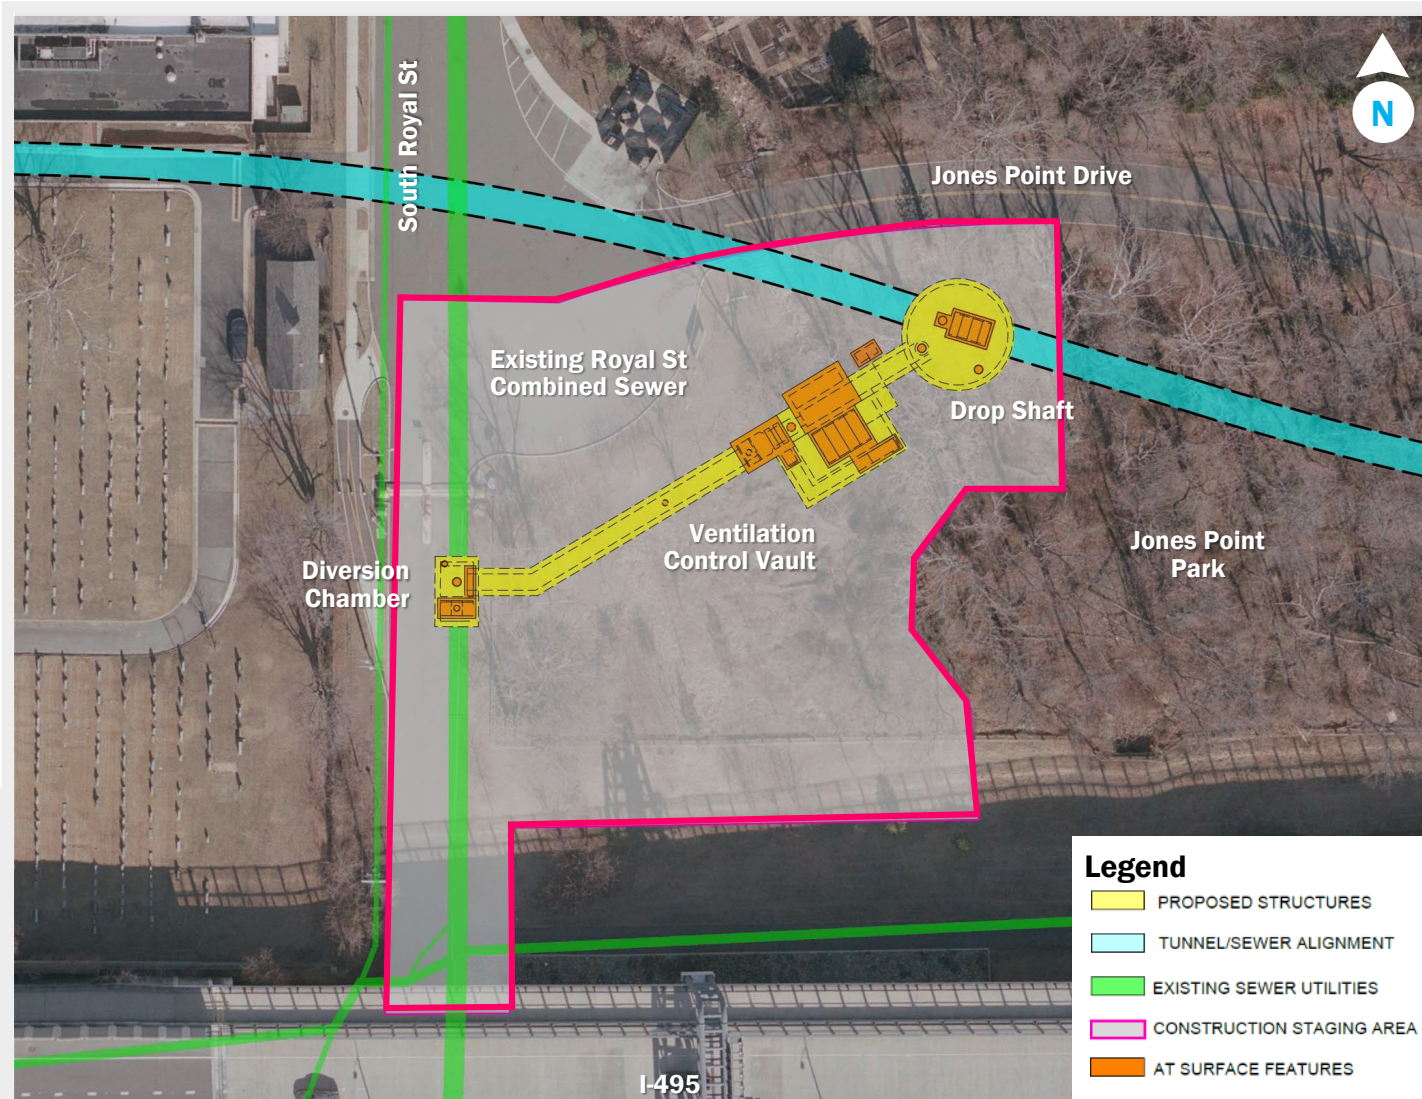 South Royal St
N
Jones Point Drive
Existing Royal St
Combined Sewer
Drop Shaft
Ventilation
Control Vault
Jones Point
Park
Diversion
Chamber
I-495
Legend
PROPOSED STRUCTURES
TUNNEL/SEWER ALIGNMENT
EXISTING SEWER UTILITIES
CONSTRUCTION STAGING AREA
AT SURFACE FEATURES